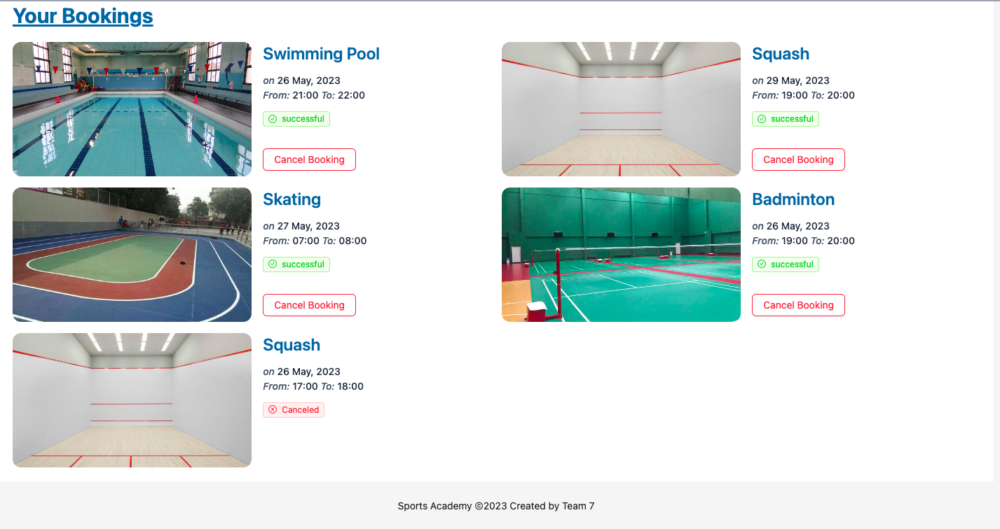 Your Bookings
Swimming Pool
on 26 May, 2023
From: 21:00 To: 22:00
successful
Cancel Booking
Squash
on 29 May, 2023
From: 19:00 To: 20:00
successful
Cancel Booking
Skating
on 27 May, 2023
From: 07:00 To: 08:00
successful
Cancel Booking
Badminton
on 26 May, 2023
From: 19:00 To: 20:00
successful
Cancel Booking
Squash
on 26 May, 2023
From: 17:00 To: 18:00
Canceled
Sports Academy ©2023 Created by Team 7